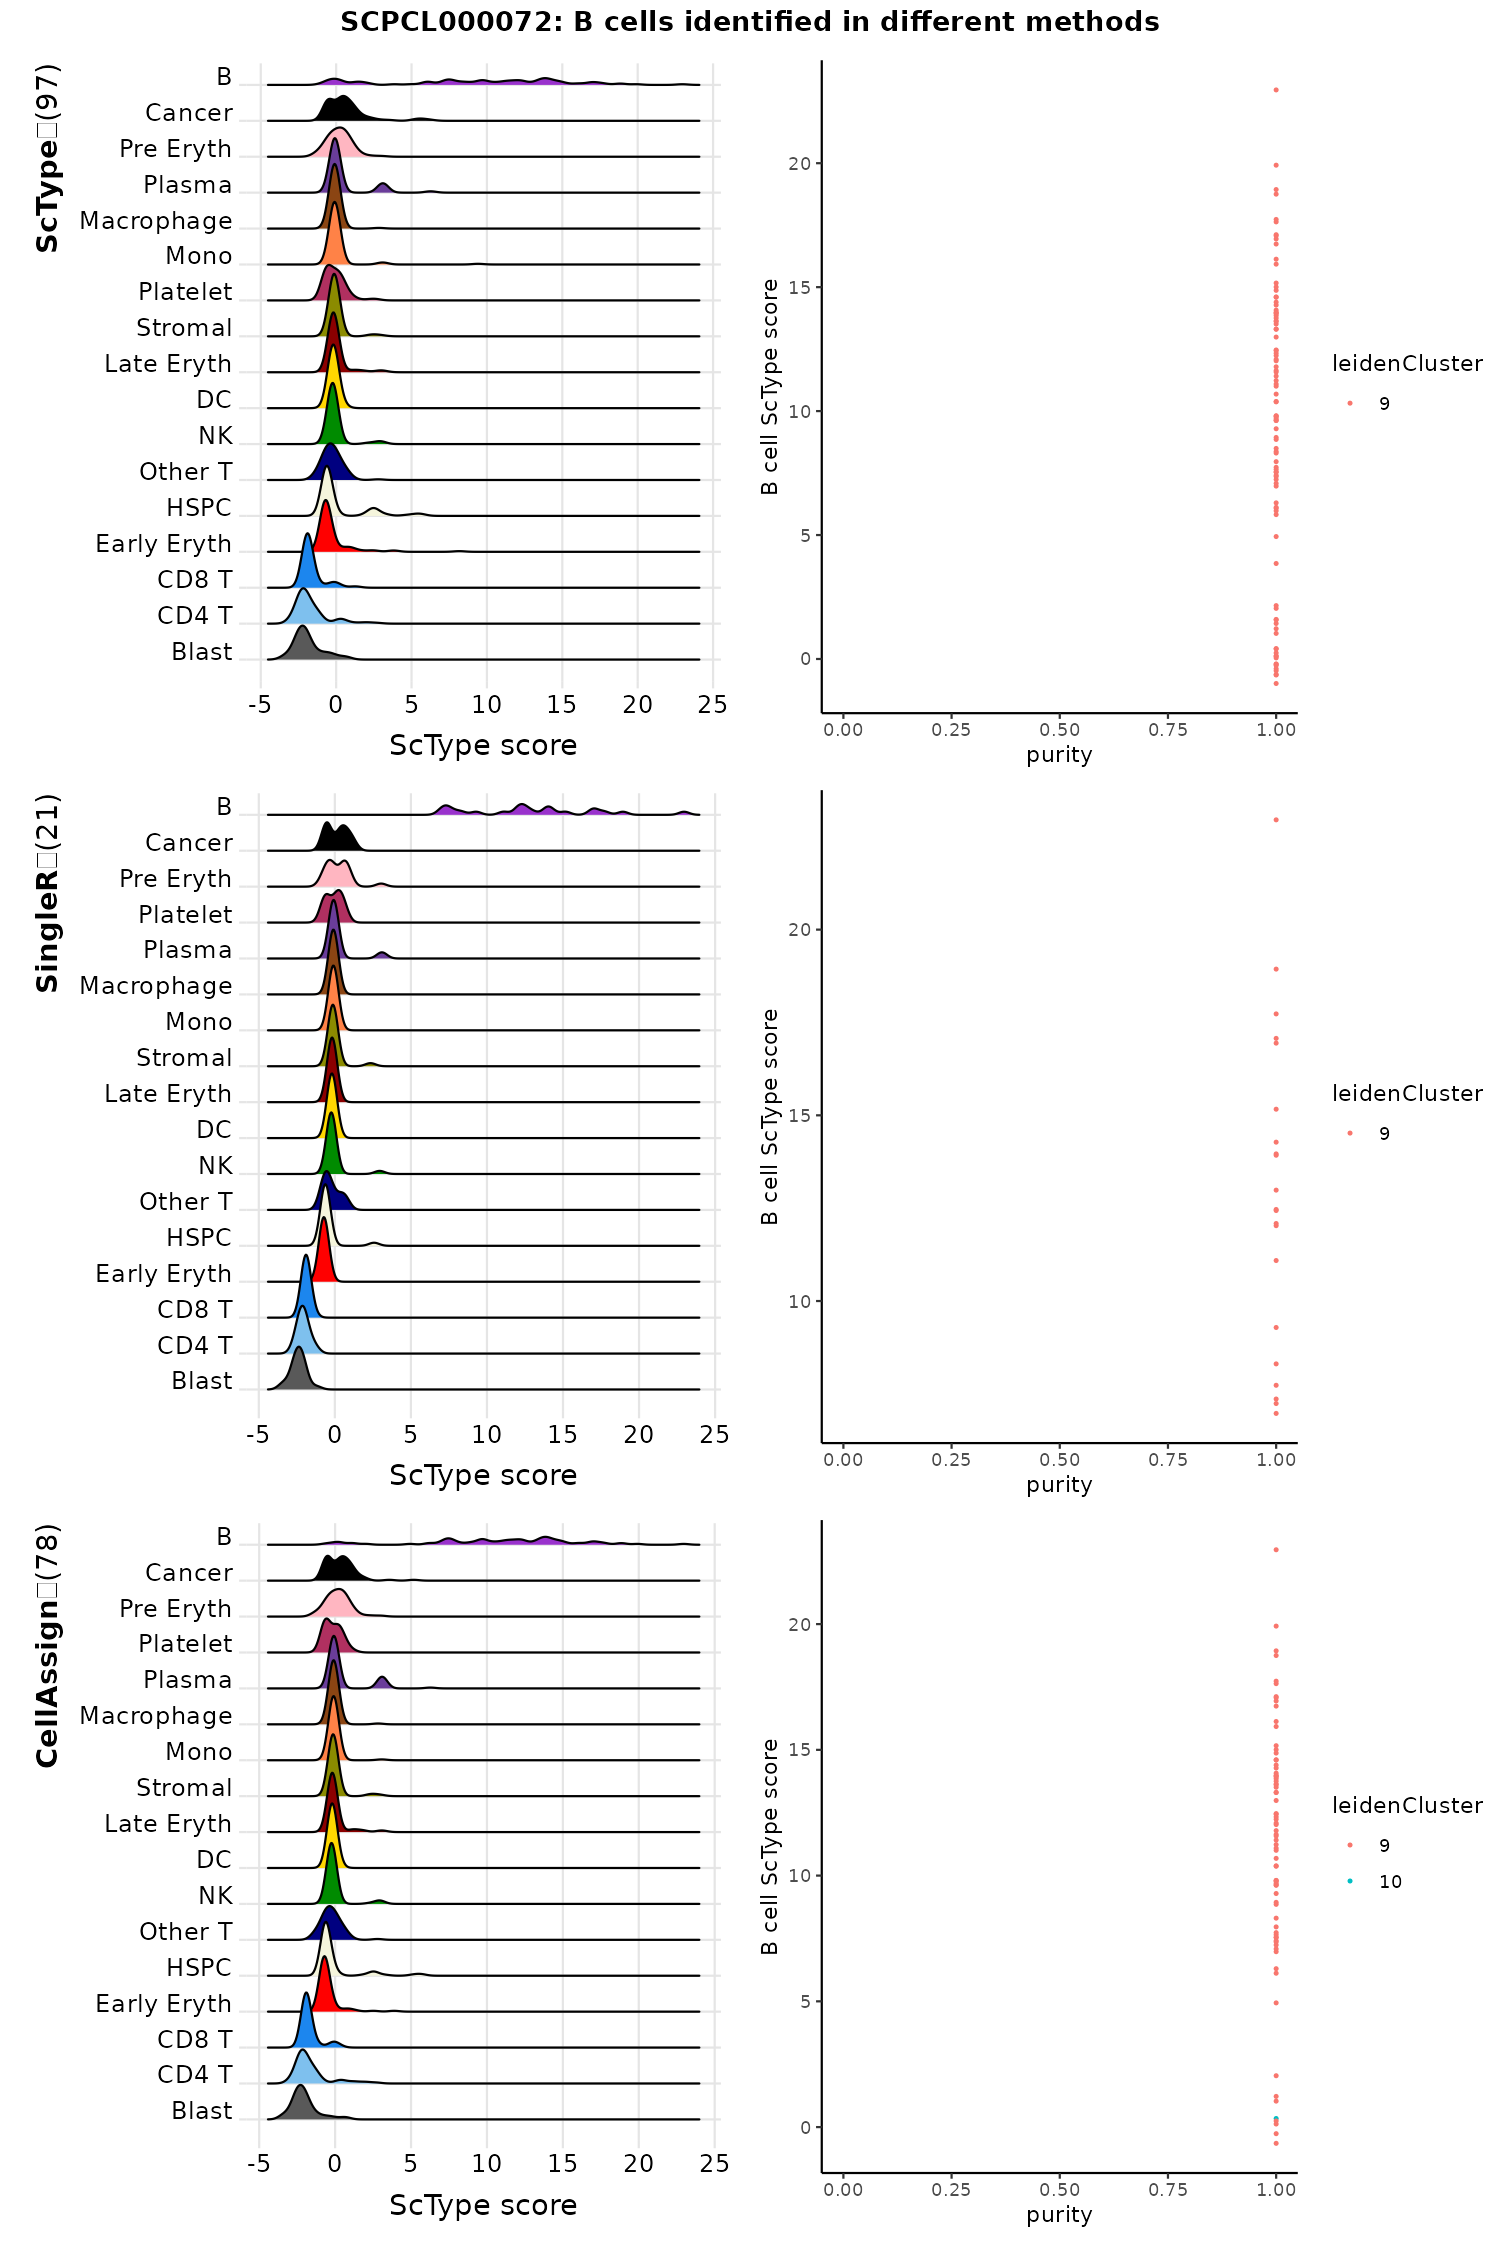 SCPCL000072: B cells identified in different methods
ScType□(97)
B
Cancer
Pre Eryth
Plasma
Macrophage
Mono
Platelet
Stromal
Late Eryth
DC
NK
Other T
HSPC
Early Eryth
CD8 T
CD4 T
Blast
-5 0 5 10 15 20 25
ScType score
B cell ScType score
20
15
10
5
0
0.00 0.25 0.50 0.75 1.00
purity
leidenCluster
9
SingleR□(21)
B
Cancer
Pre Eryth
Platelet
Plasma
Macrophage
Mono
Stromal
Late Eryth
DC
NK
Other T
HSPC
Early Eryth
CD8 T
CD4 T
Blast
-5 0 5 10 15 20 25
ScType score
B cell ScType score
20
15
10
0.00 0.25 0.50 0.75 1.00
purity
leidenCluster
9
CellAssign□(78)
B
Cancer
Pre Eryth
Platelet
Plasma
Macrophage
Mono
Stromal
Late Eryth
DC
NK
Other T
HSPC
Early Eryth
CD8 T
CD4 T
Blast
-5 0 5 10 15 20 25
ScType score
B cell ScType score
20
15
10
5
0
0.00 0.25 0.50 0.75 1.00
purity
leidenCluster
9
10